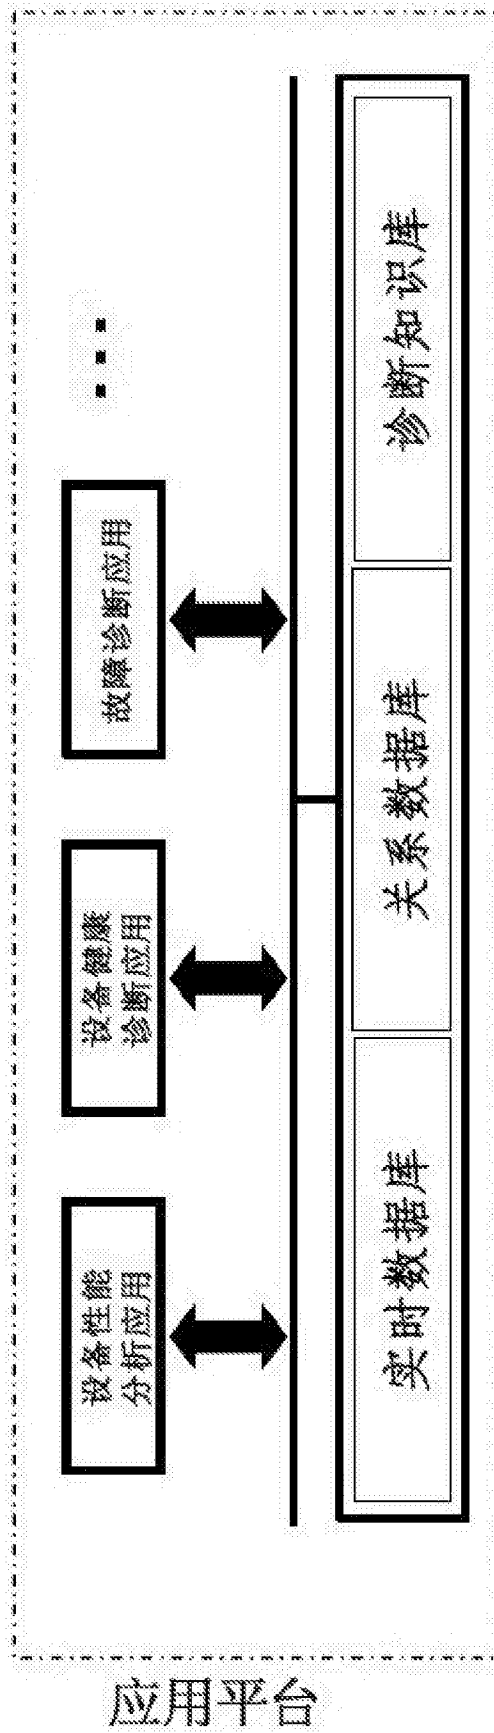 应用平台
设备性能
分析应用
设备健康
诊断应用
故障诊断应用
...
实时数据库
关系数据库
诊断知识库